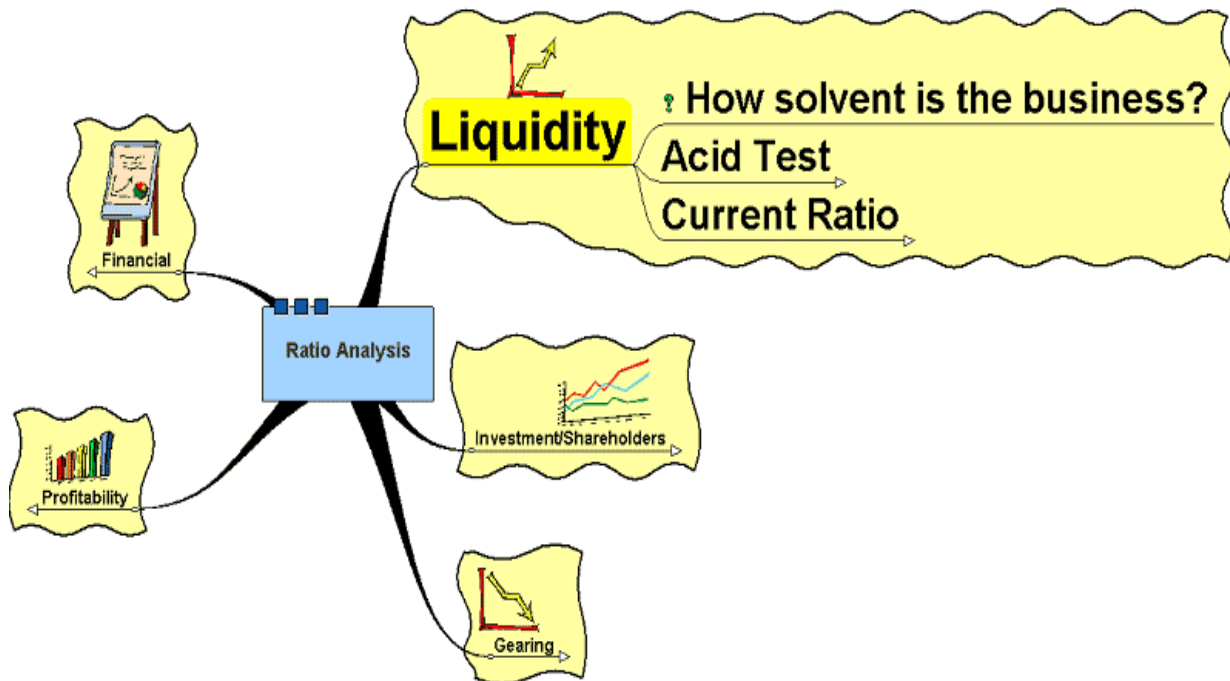 Liquidity
How solvent is the business?
Acid Test
Current Ratio
Financial
Ratio Analysis
Investment/Shareholders
Profitability
Gearing